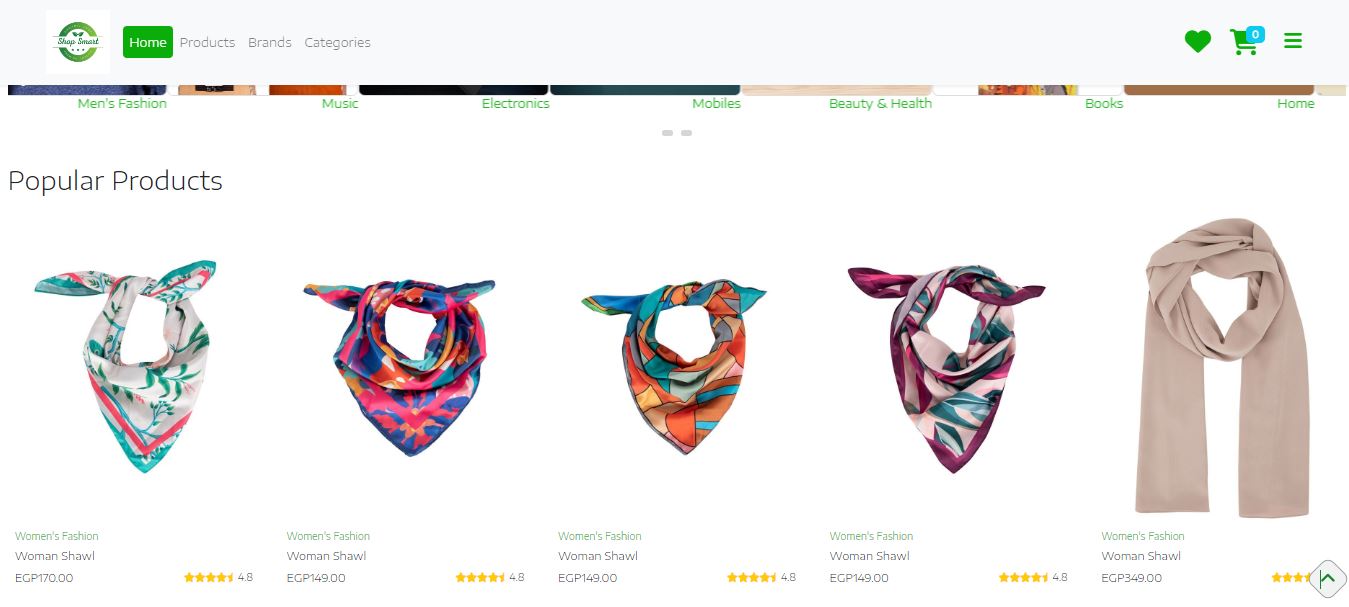 Shop Smart
Home Products Brands Categories
0
Men's Fashion Music Electronics Mobiles Beauty & Health Books Home
Popular Products
Women's Fashion Women's Fashion Women's Fashion Women's Fashion Women's Fashion
Woman Shawl Woman Shawl Woman Shawl Woman Shawl Woman Shawl
EGP170.00 4.8 EGP149.00 4.8 EGP149.00 4.8 EGP149.00 4.8 EGP349.00